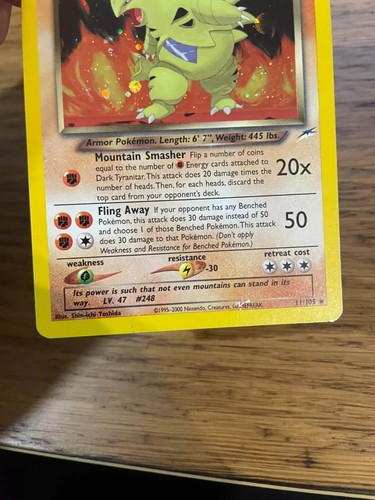 Armor Pokémon. Length: 6' 7", Weight: 445 lbs.
Mountain Smasher Flip a number of coins
equal to the number of Energy cards attached to
Dark Tyranitar. This attack does 20 damage times the
number of heads. Then, for each heads, discard the
top card from your opponent's deck.
20x
Fling Away If your opponent has any Benched
Pokémon, this attack does 30 damage instead of 50
and choose 1 of those Benched Pokémon. This attack
does 30 damage to that Pokémon. (Don't apply
Weakness and Resistance for Benched Pokémon.)
50
weakness
resistance
-30
retreat cost
Its power is such that not even mountains can stand in its
way. LV. 47 #248
Illus. Shin-ichi Yoshida
©1995-2000 Nintendo, Creatures, GAMEFREAK.
11/105